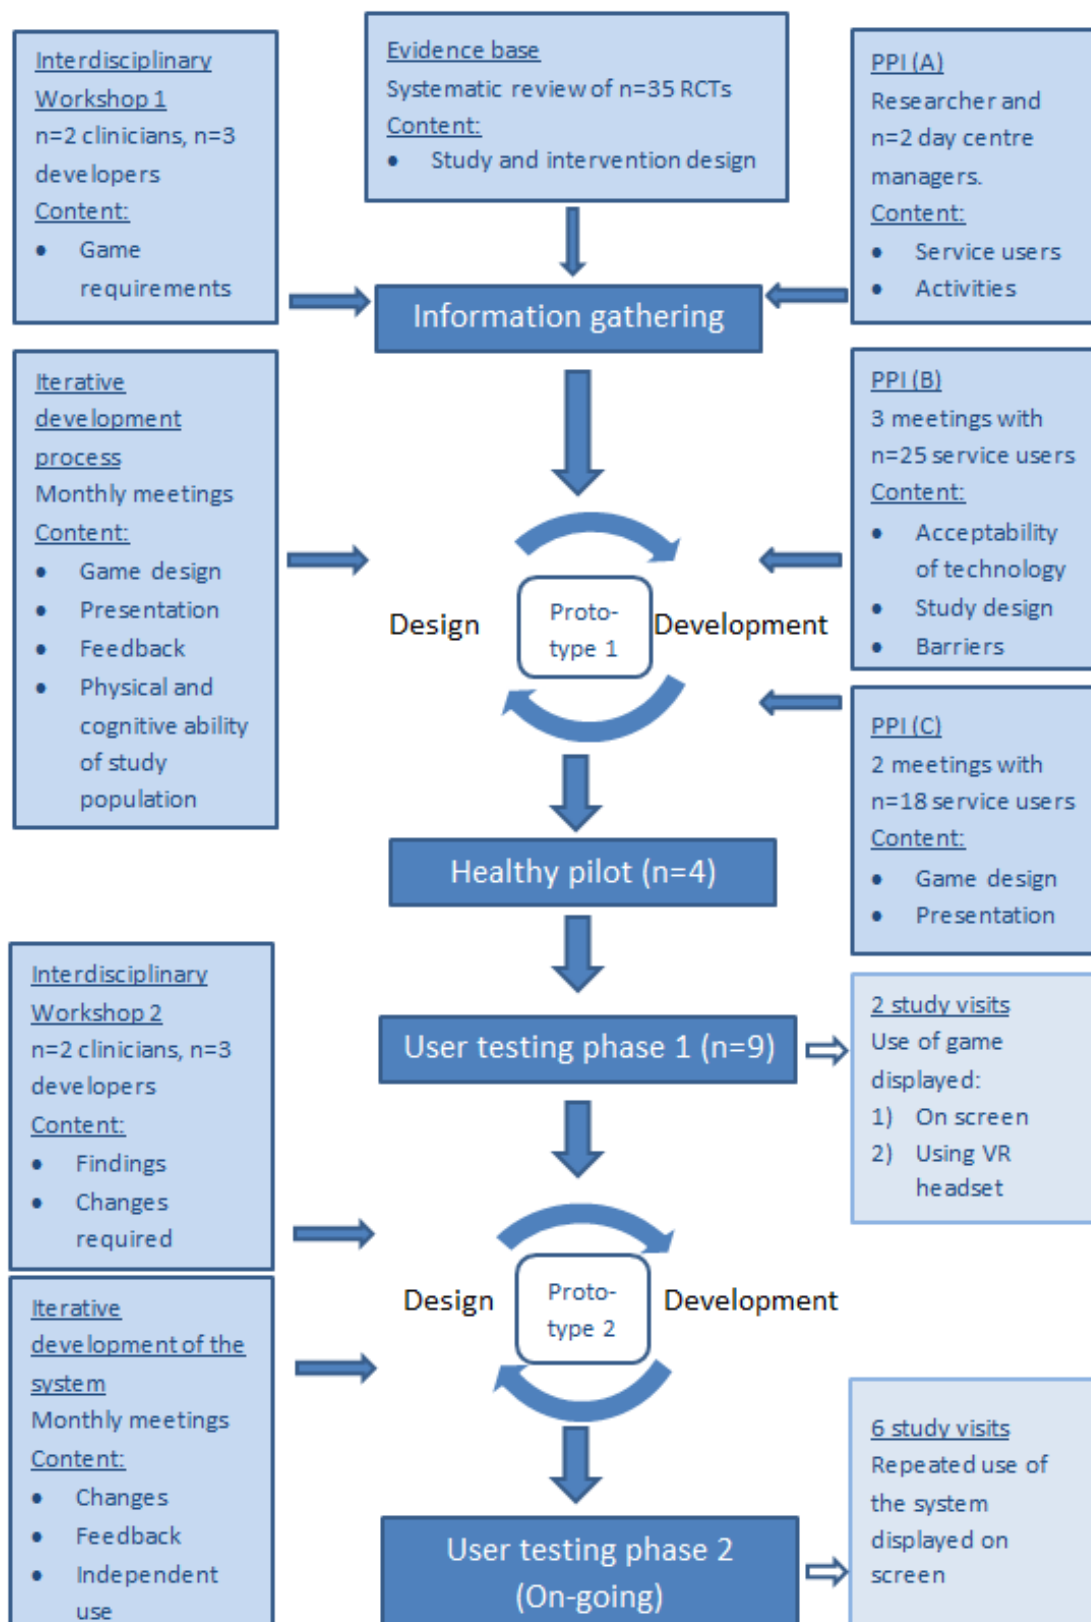 Interdisciplinary
Workshop 1
n=2 clinicians, n=3
developers
Content:
• Game
requirements
Evidence base
Systematic review of n=35 RCTs
Content:
• Study and intervention design
PPI (A)
Researcher and
n=2 day centre
managers.
Content:
• Service users
• Activities
Information gathering
Iterative
development
process
Monthly meetings
Content:
• Game design
• Presentation
• Feedback
• Physical and
cognitive ability
of study
population
PPI (B)
3 meetings with
n=25 service users
Content:
• Acceptability
of technology
• Study design
• Barriers
Design
Proto-
type 1
Development
PPI (C)
2 meetings with
n=18 service users
Content:
• Game design
• Presentation
Healthy pilot (n=4)
User testing phase 1 (n=9)
2 study visits
Use of game
displayed:
1) On screen
2) Using VR
headset
Interdisciplinary
Workshop 2
n=2 clinicians, n=3
developers
Content:
• Findings
• Changes
required
Design
Proto-
type 2
Development
Iterative
development of the
system
Monthly meetings
Content:
• Changes
• Feedback
• Independent
use
User testing phase 2
(On-going)
6 study visits
Repeated use of
the system
displayed on
screen